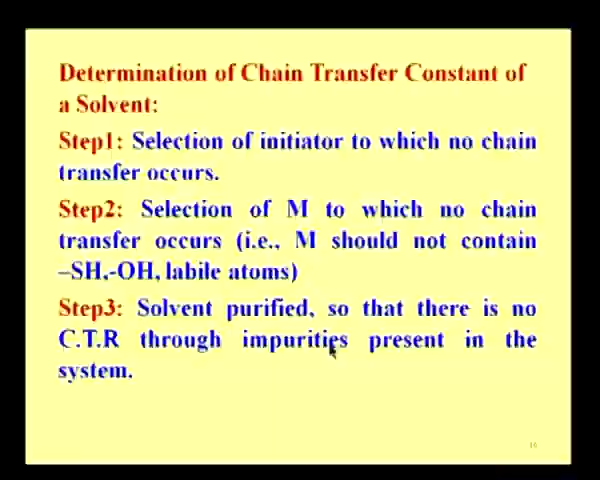 Determination of Chain Transfer Constant of
a Solvent:
Step1: Selection of initiator to which no chain
transfer occurs.
Step2: Selection of M to which no chain
transfer occurs (i.e., M should not contain
–SH,-OH, labile atoms)
Step3: Solvent purified, so that there is no
C.T.R through impurities present in the
system.
16